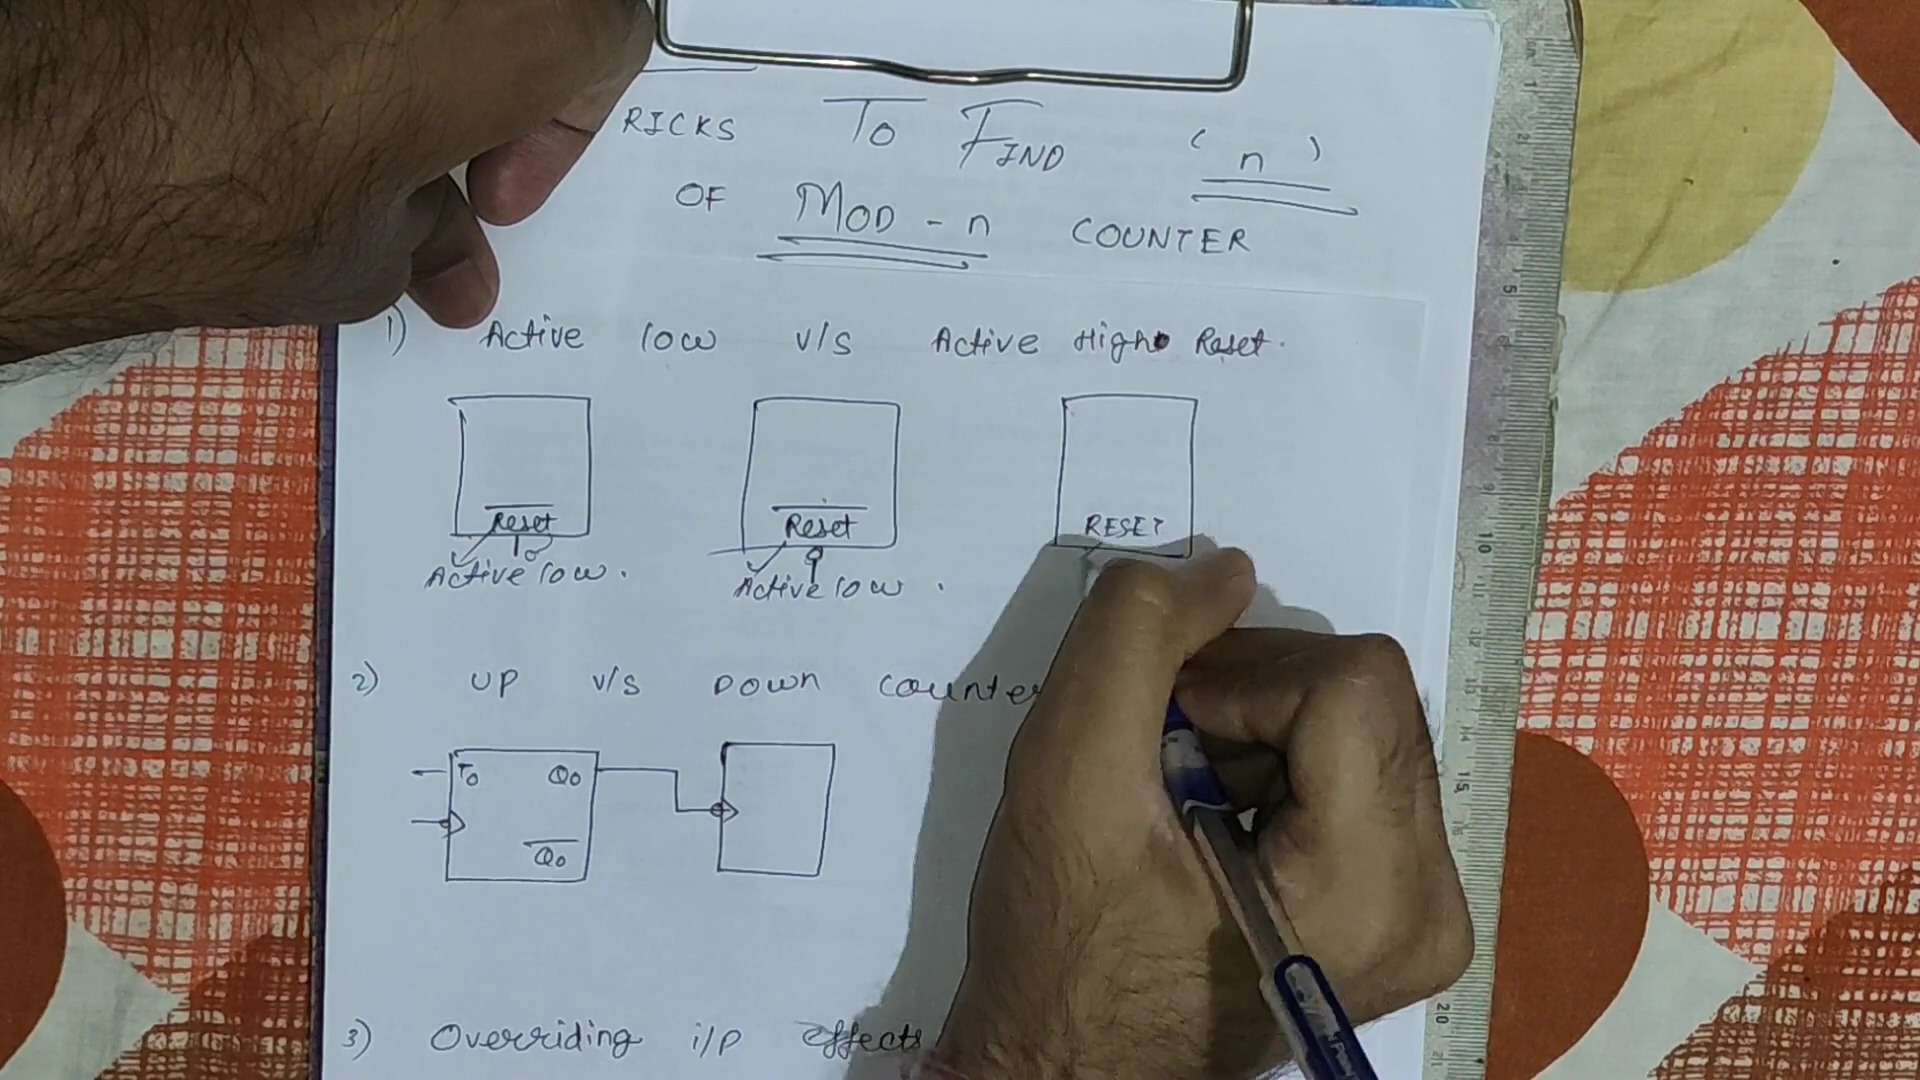 RICKS TO FIND 'n'
OF MOD - n COUNTER
1) Active low v/s Active High Reset.
Reset Reset RESET
Active low. Active low.
2) UP v/s DOWN counter
T0 Q0
Q0
3) Overriding i/p effects